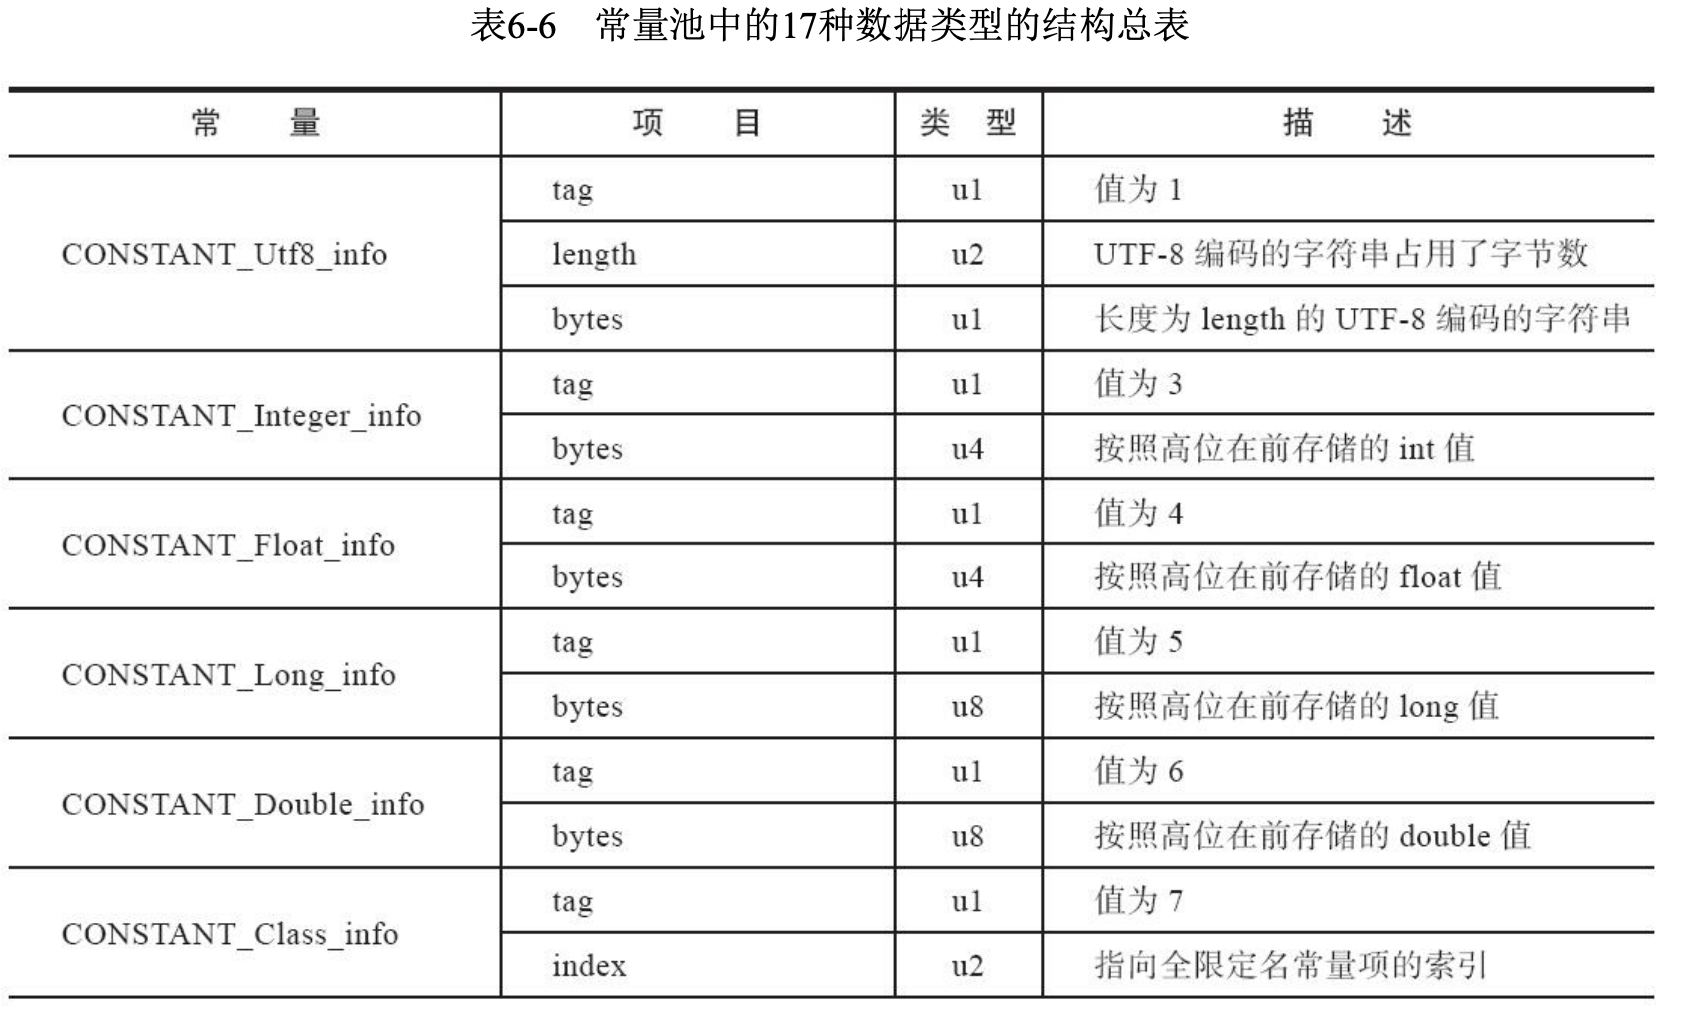 表6-6 常量池中的17种数据类型的结构总表
常 量 项 目 类 型 描 述
CONSTANT_Utf8_info tag u1 值为 1
length u2 UTF-8 编码的字符串占用了字节数
bytes u1 长度为 length 的 UTF-8 编码的字符串
CONSTANT_Integer_info tag u1 值为 3
bytes u4 按照高位在前存储的 int 值
CONSTANT_Float_info tag u1 值为 4
bytes u4 按照高位在前存储的 float 值
CONSTANT_Long_info tag u1 值为 5
bytes u8 按照高位在前存储的 long 值
CONSTANT_Double_info tag u1 值为 6
bytes u8 按照高位在前存储的 double 值
CONSTANT_Class_info tag u1 值为 7
index u2 指向全限定名常量项的索引